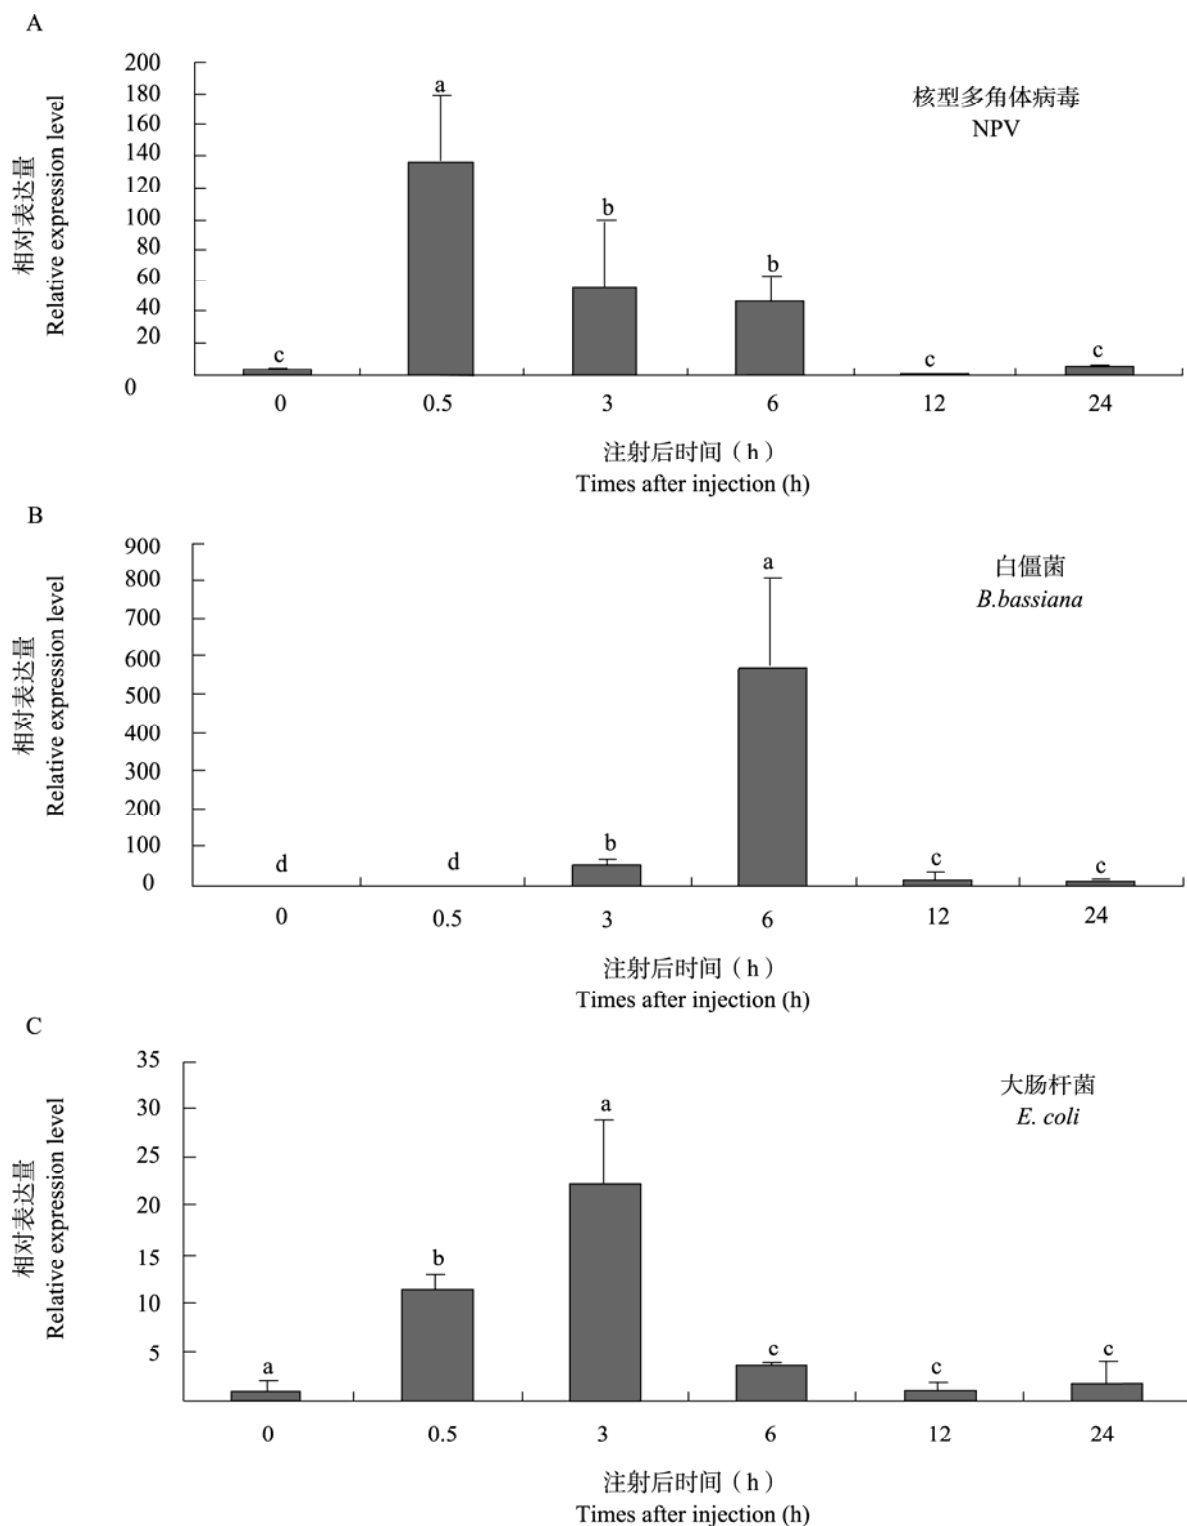 A
200
180
160
140
120
100
80
60
40
20
0
相对表达量
Relative expression level
核型多角体病毒
NPV
a
b
b
c
c
c
0 0.5 3 6 12 24
注射后时间（h）
Times after injection (h)
B
900
800
700
600
500
400
300
200
100
0
相对表达量
Relative expression level
白僵菌
B.bassiana
a
b
d d c c
0 0.5 3 6 12 24
注射后时间（h）
Times after injection (h)
C
35
30
25
20
15
10
5
相对表达量
Relative expression level
大肠杆菌
E. coli
a
b
a c c c
0 0.5 3 6 12 24
注射后时间（h）
Times after injection (h)